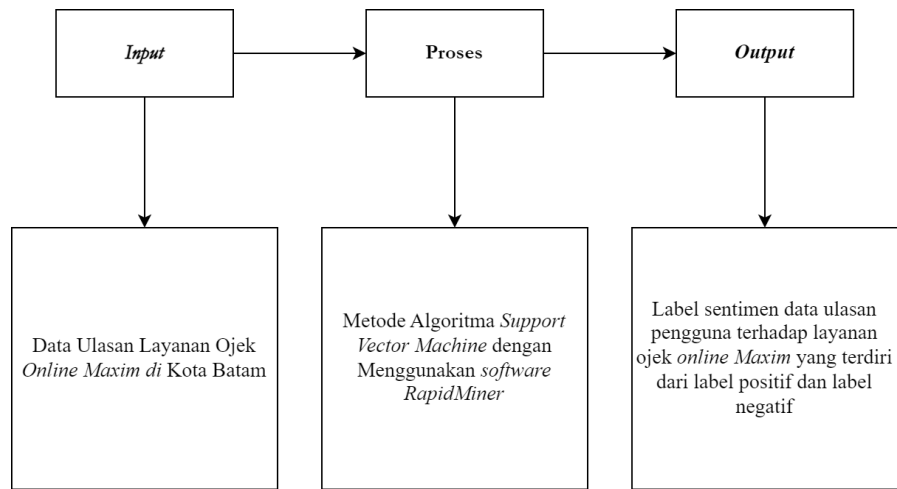 Input
Proses
Output
Data Ulasan Layanan Ojek
Online Maxim di Kota Batam
Metode Algoritma Support
Vector Machine dengan
Menggunakan software
RapidMiner
Label sentimen data ulasan
pengguna terhadap layanan
ojek online Maxim yang terdiri
dari label positif dan label
negatif